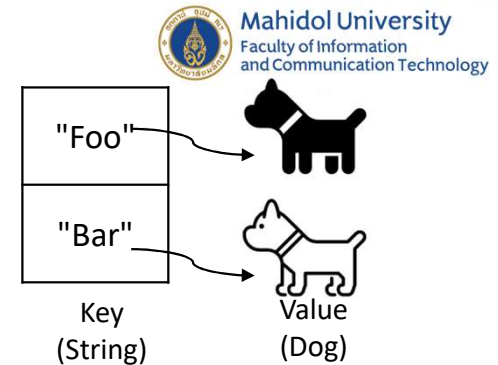 Mahidol University
Faculty of Information
and Communication Technology
"Foo"
"Bar"
Key
(String)
Value
(Dog)